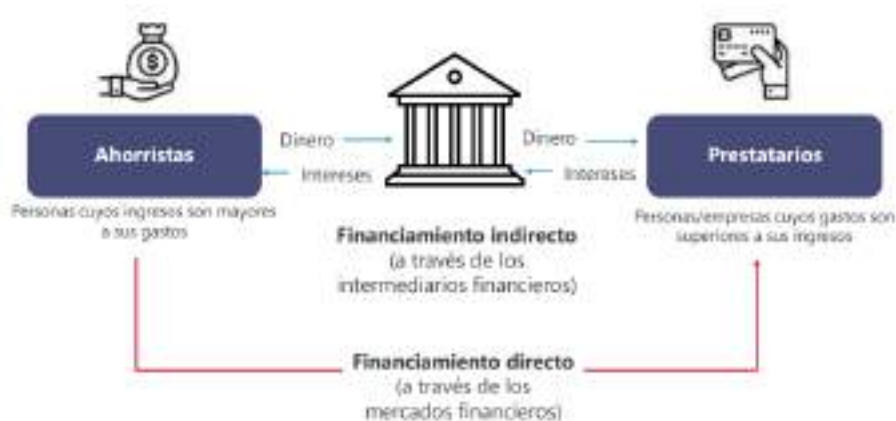 Ahorristas
Dinero
Intereses
Dinero
Intereses
Prestatarios
Personas cuyos ingresos son mayores
a sus gastos
Personas/empresas cuyos gastos son
superiores a sus ingresos
Financiamiento indirecto
(a través de los
intermediarios financieros)
Financiamiento directo
(a través de los
mercados financieros)